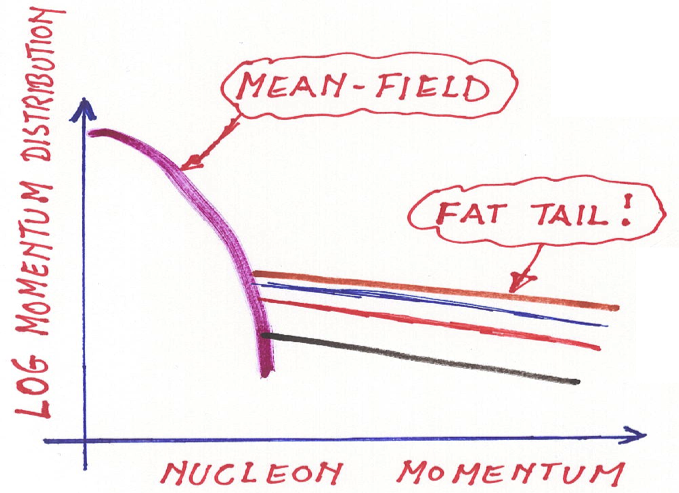 LOG MOMENTUM DISTRIBUTION
MEAN-FIELD
FAT TAIL!
NUCLEON MOMENTUM